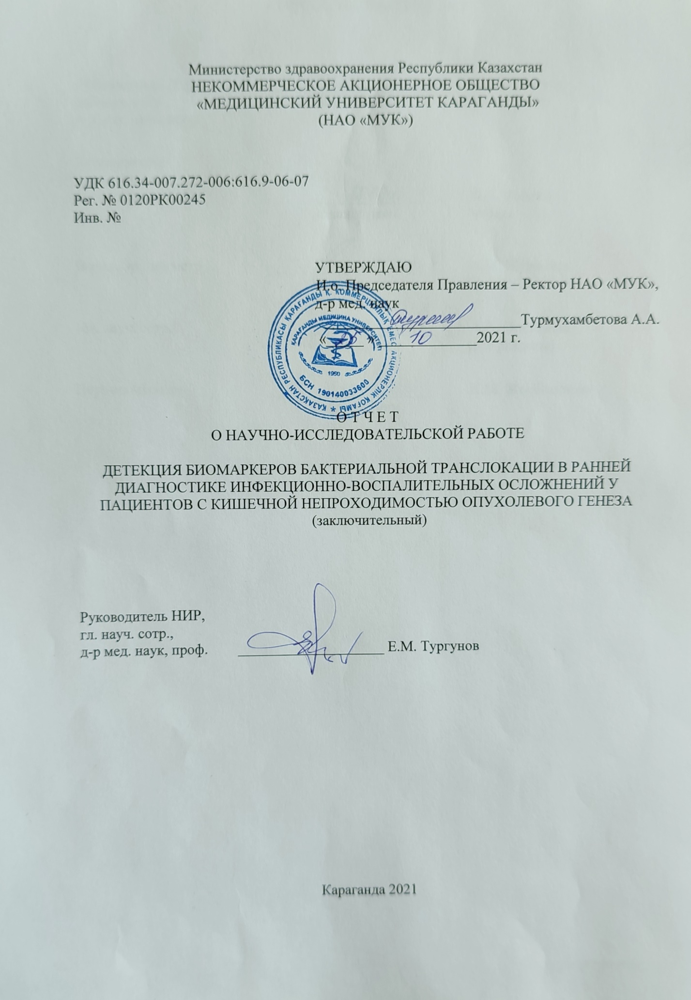 Министерство здравоохранения Республики Казахстан
НЕКОММЕРЧЕСКОЕ АКЦИОНЕРНОЕ ОБЩЕСТВО
«МЕДИЦИНСКИЙ УНИВЕРСИТЕТ КАРАГАНДЫ»
(НАО «МУК»)
УДК 616.34-007.272-006:616.9-06-07
Рег. № 0120РК00245
Инв. №
УТВЕРЖДАЮ
И.о. Председателя Правления – Ректор НАО «МУК»,
д-р мед. наук
Турмухамбетова А.А.
« » 10 2021 г.
ҚАЗАҚСТАН РЕСПУБЛИКАСЫ ҚАРАҒАНДЫ Қ. КОММЕРЦИЯЛЫҚ ЕМЕС АКЦИОНЕРЛІК ҚОҒАМЫ
ҚАРАҒАНДЫ МЕДИЦИНА УНИВЕРСИТЕТІ
1950
БСН 190140033600
О Т Ч Е Т
О НАУЧНО-ИССЛЕДОВАТЕЛЬСКОЙ РАБОТЕ
ДЕТЕКЦИЯ БИОМАРКЕРОВ БАКТЕРИАЛЬНОЙ ТРАНСЛОКАЦИИ В РАННЕЙ
ДИАГНОСТИКЕ ИНФЕКЦИОННО-ВОСПАЛИТЕЛЬНЫХ ОСЛОЖНЕНИЙ У
ПАЦИЕНТОВ С КИШЕЧНОЙ НЕПРОХОДИМОСТЬЮ ОПУХОЛЕВОГО ГЕНЕЗА
(заключительный)
Руководитель НИР,
гл. науч. сотр.,
д-р мед. наук, проф. Е.М. Тургунов
Караганда 2021